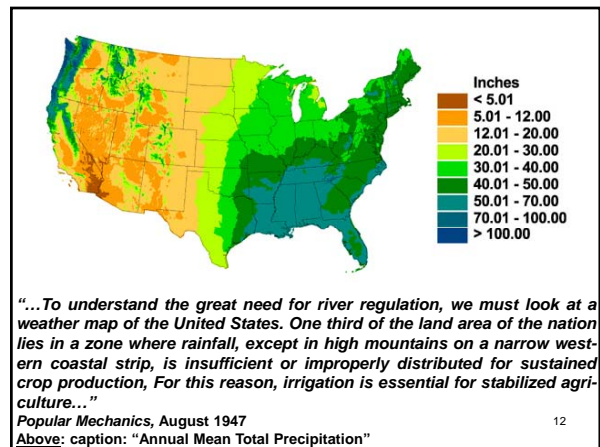 Inches
< 5.01
5.01 - 12.00
12.01 - 20.00
20.01 - 30.00
30.01 - 40.00
40.01 - 50.00
50.01 - 70.00
70.01 - 100.00
> 100.00
“…To understand the great need for river regulation, we must look at a
weather map of the United States. One third of the land area of the nation
lies in a zone where rainfall, except in high mountains on a narrow west-
ern coastal strip, is insufficient or improperly distributed for sustained
crop production, For this reason, irrigation is essential for stabilized agri-
culture…”
Popular Mechanics, August 1947
12
Above: caption: “Annual Mean Total Precipitation”